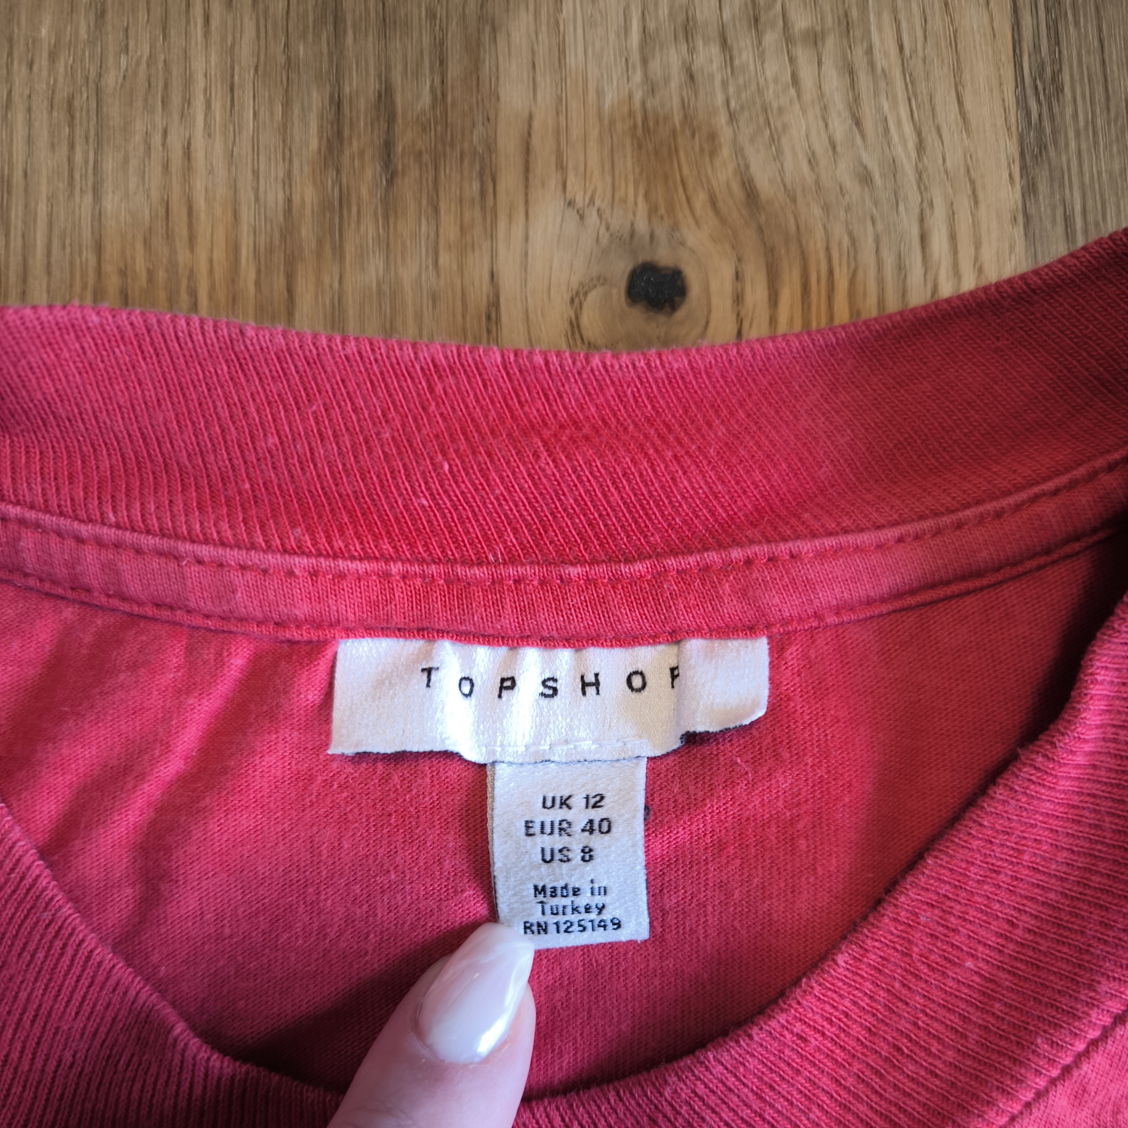 TOPSHOP
UK 12
EUR 40
US 8
Made in
Turkey
RN 125149